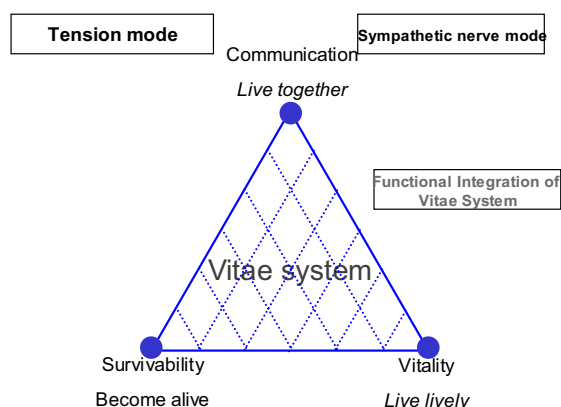 Tension mode
Sympathetic nerve mode
Communication
Live together
Functional Integration of
Vitae System
Vitae system
Survivability
Vitality
Become alive
Live lively